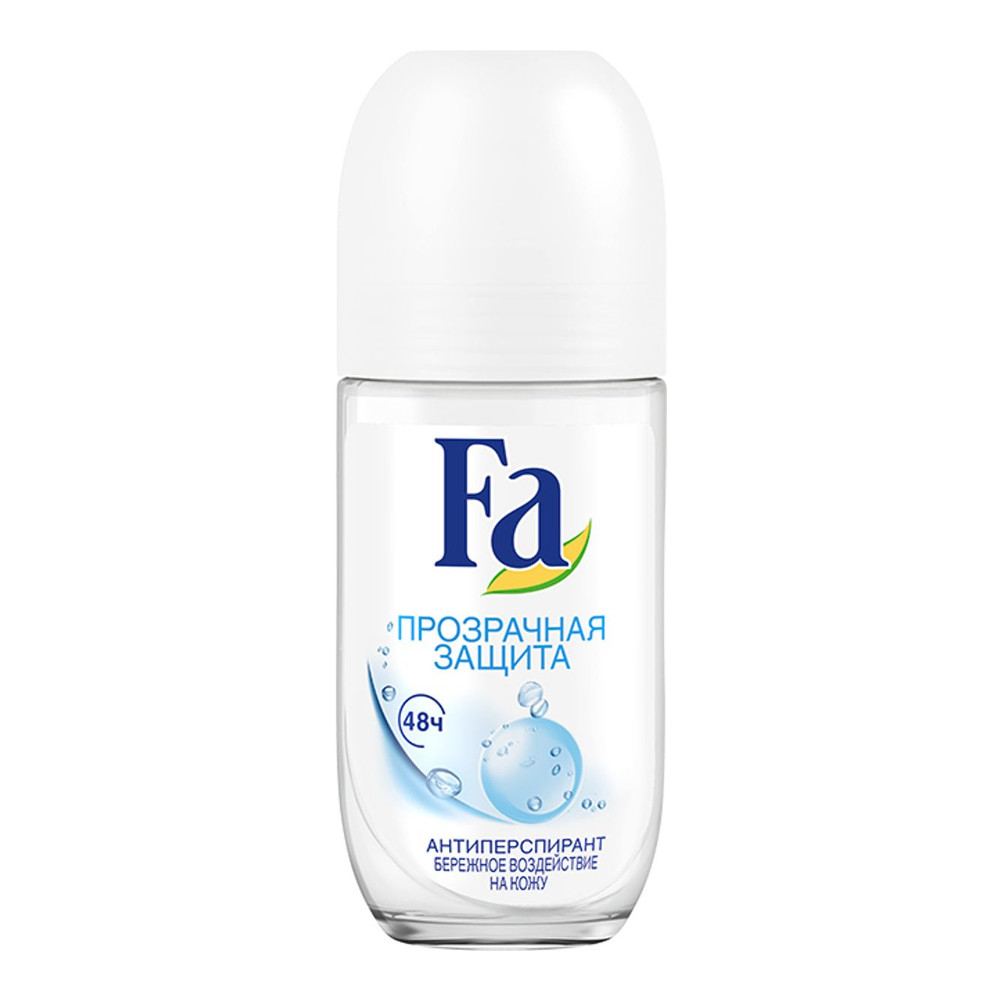 Fa
ПРОЗРАЧНАЯ
ЗАЩИТА
48ч
АНТИПЕРСПИРАНТ
БЕРЕЖНОЕ ВОЗДЕЙСТВИЕ
НА КОЖУ